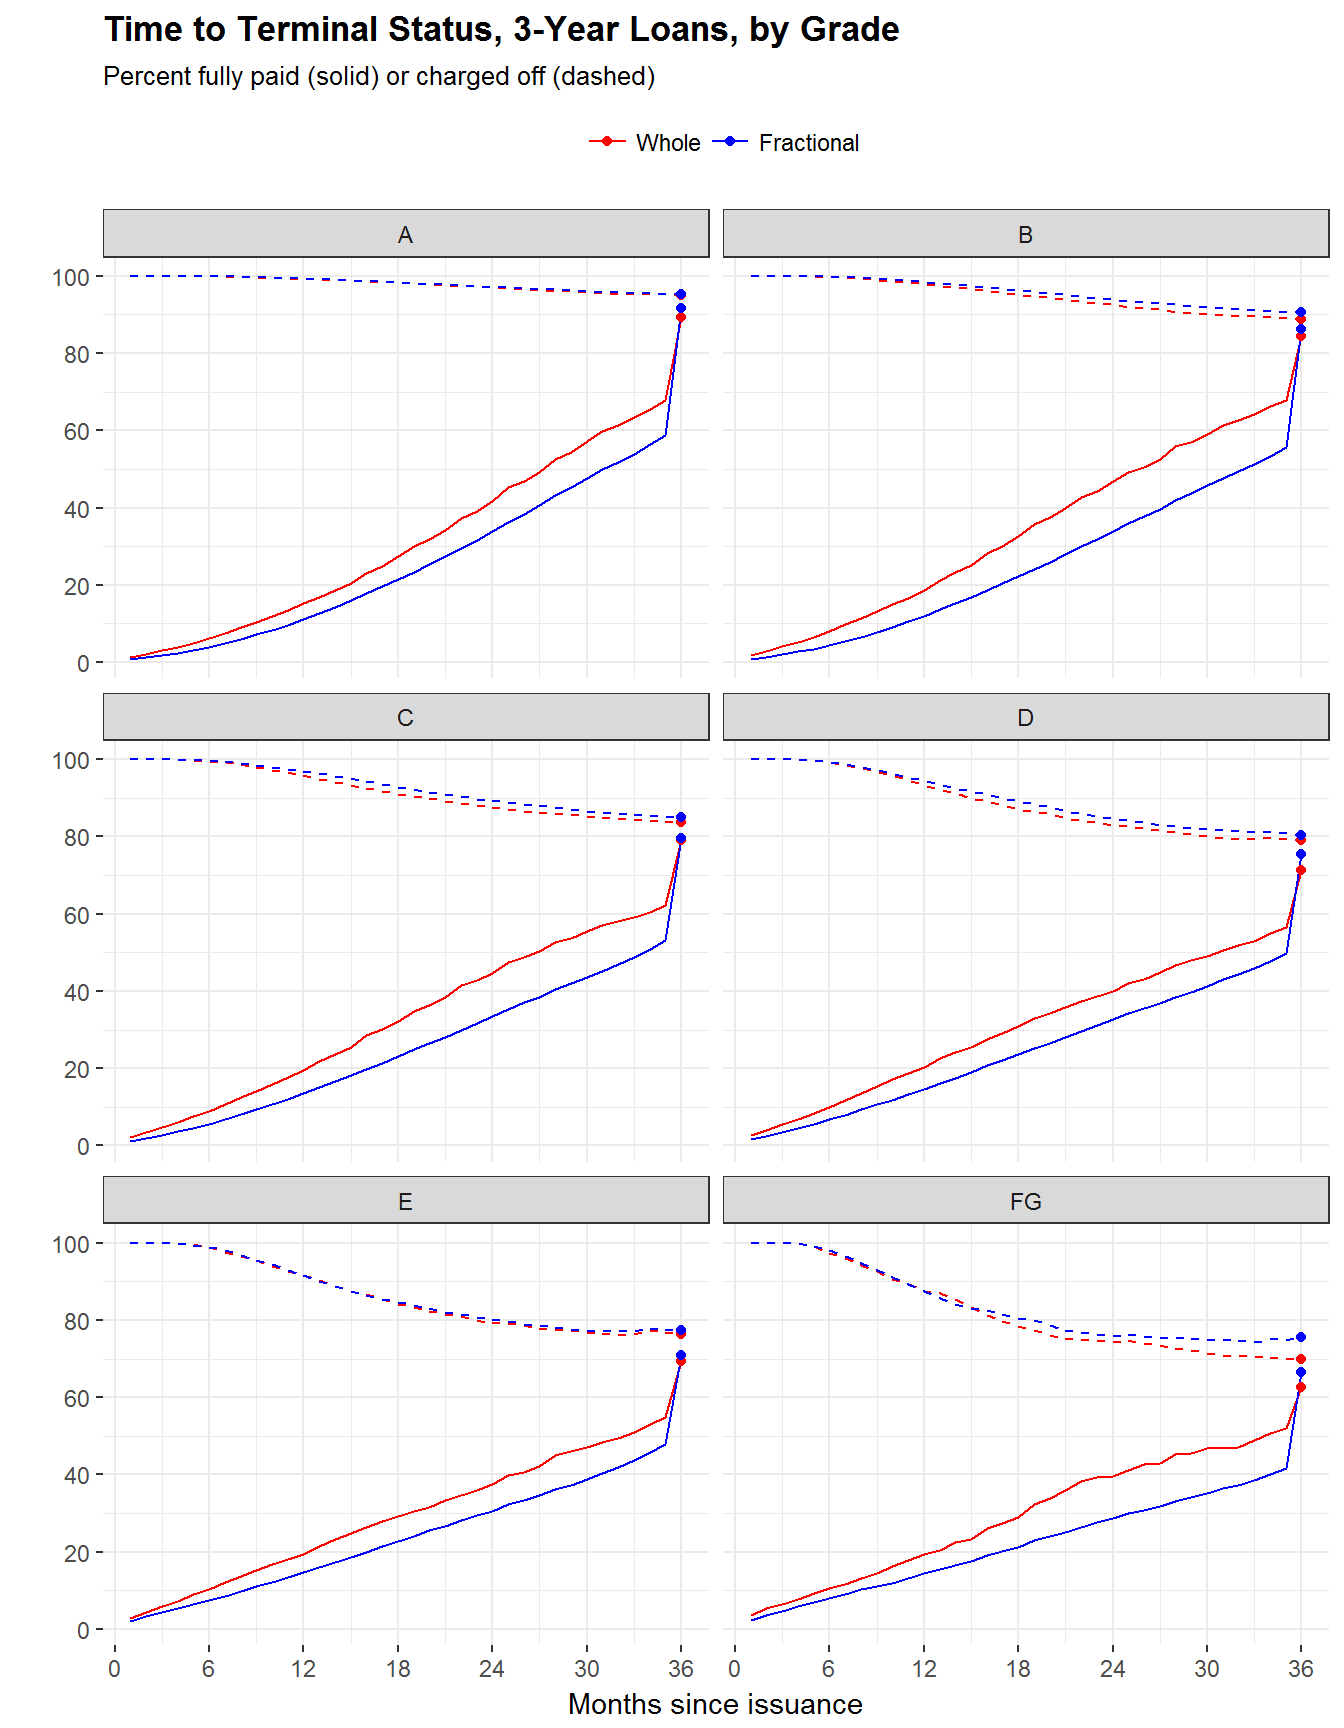 Time to Terminal Status, 3-Year Loans, by Grade
Percent fully paid (solid) or charged off (dashed)
Whole Fractional
A B
100
80
60
40
20
0
C D
100
80
60
40
20
0
E FG
100
80
60
40
20
0
0 6 12 18 24 30 36 0 6 12 18 24 30 36
Months since issuance